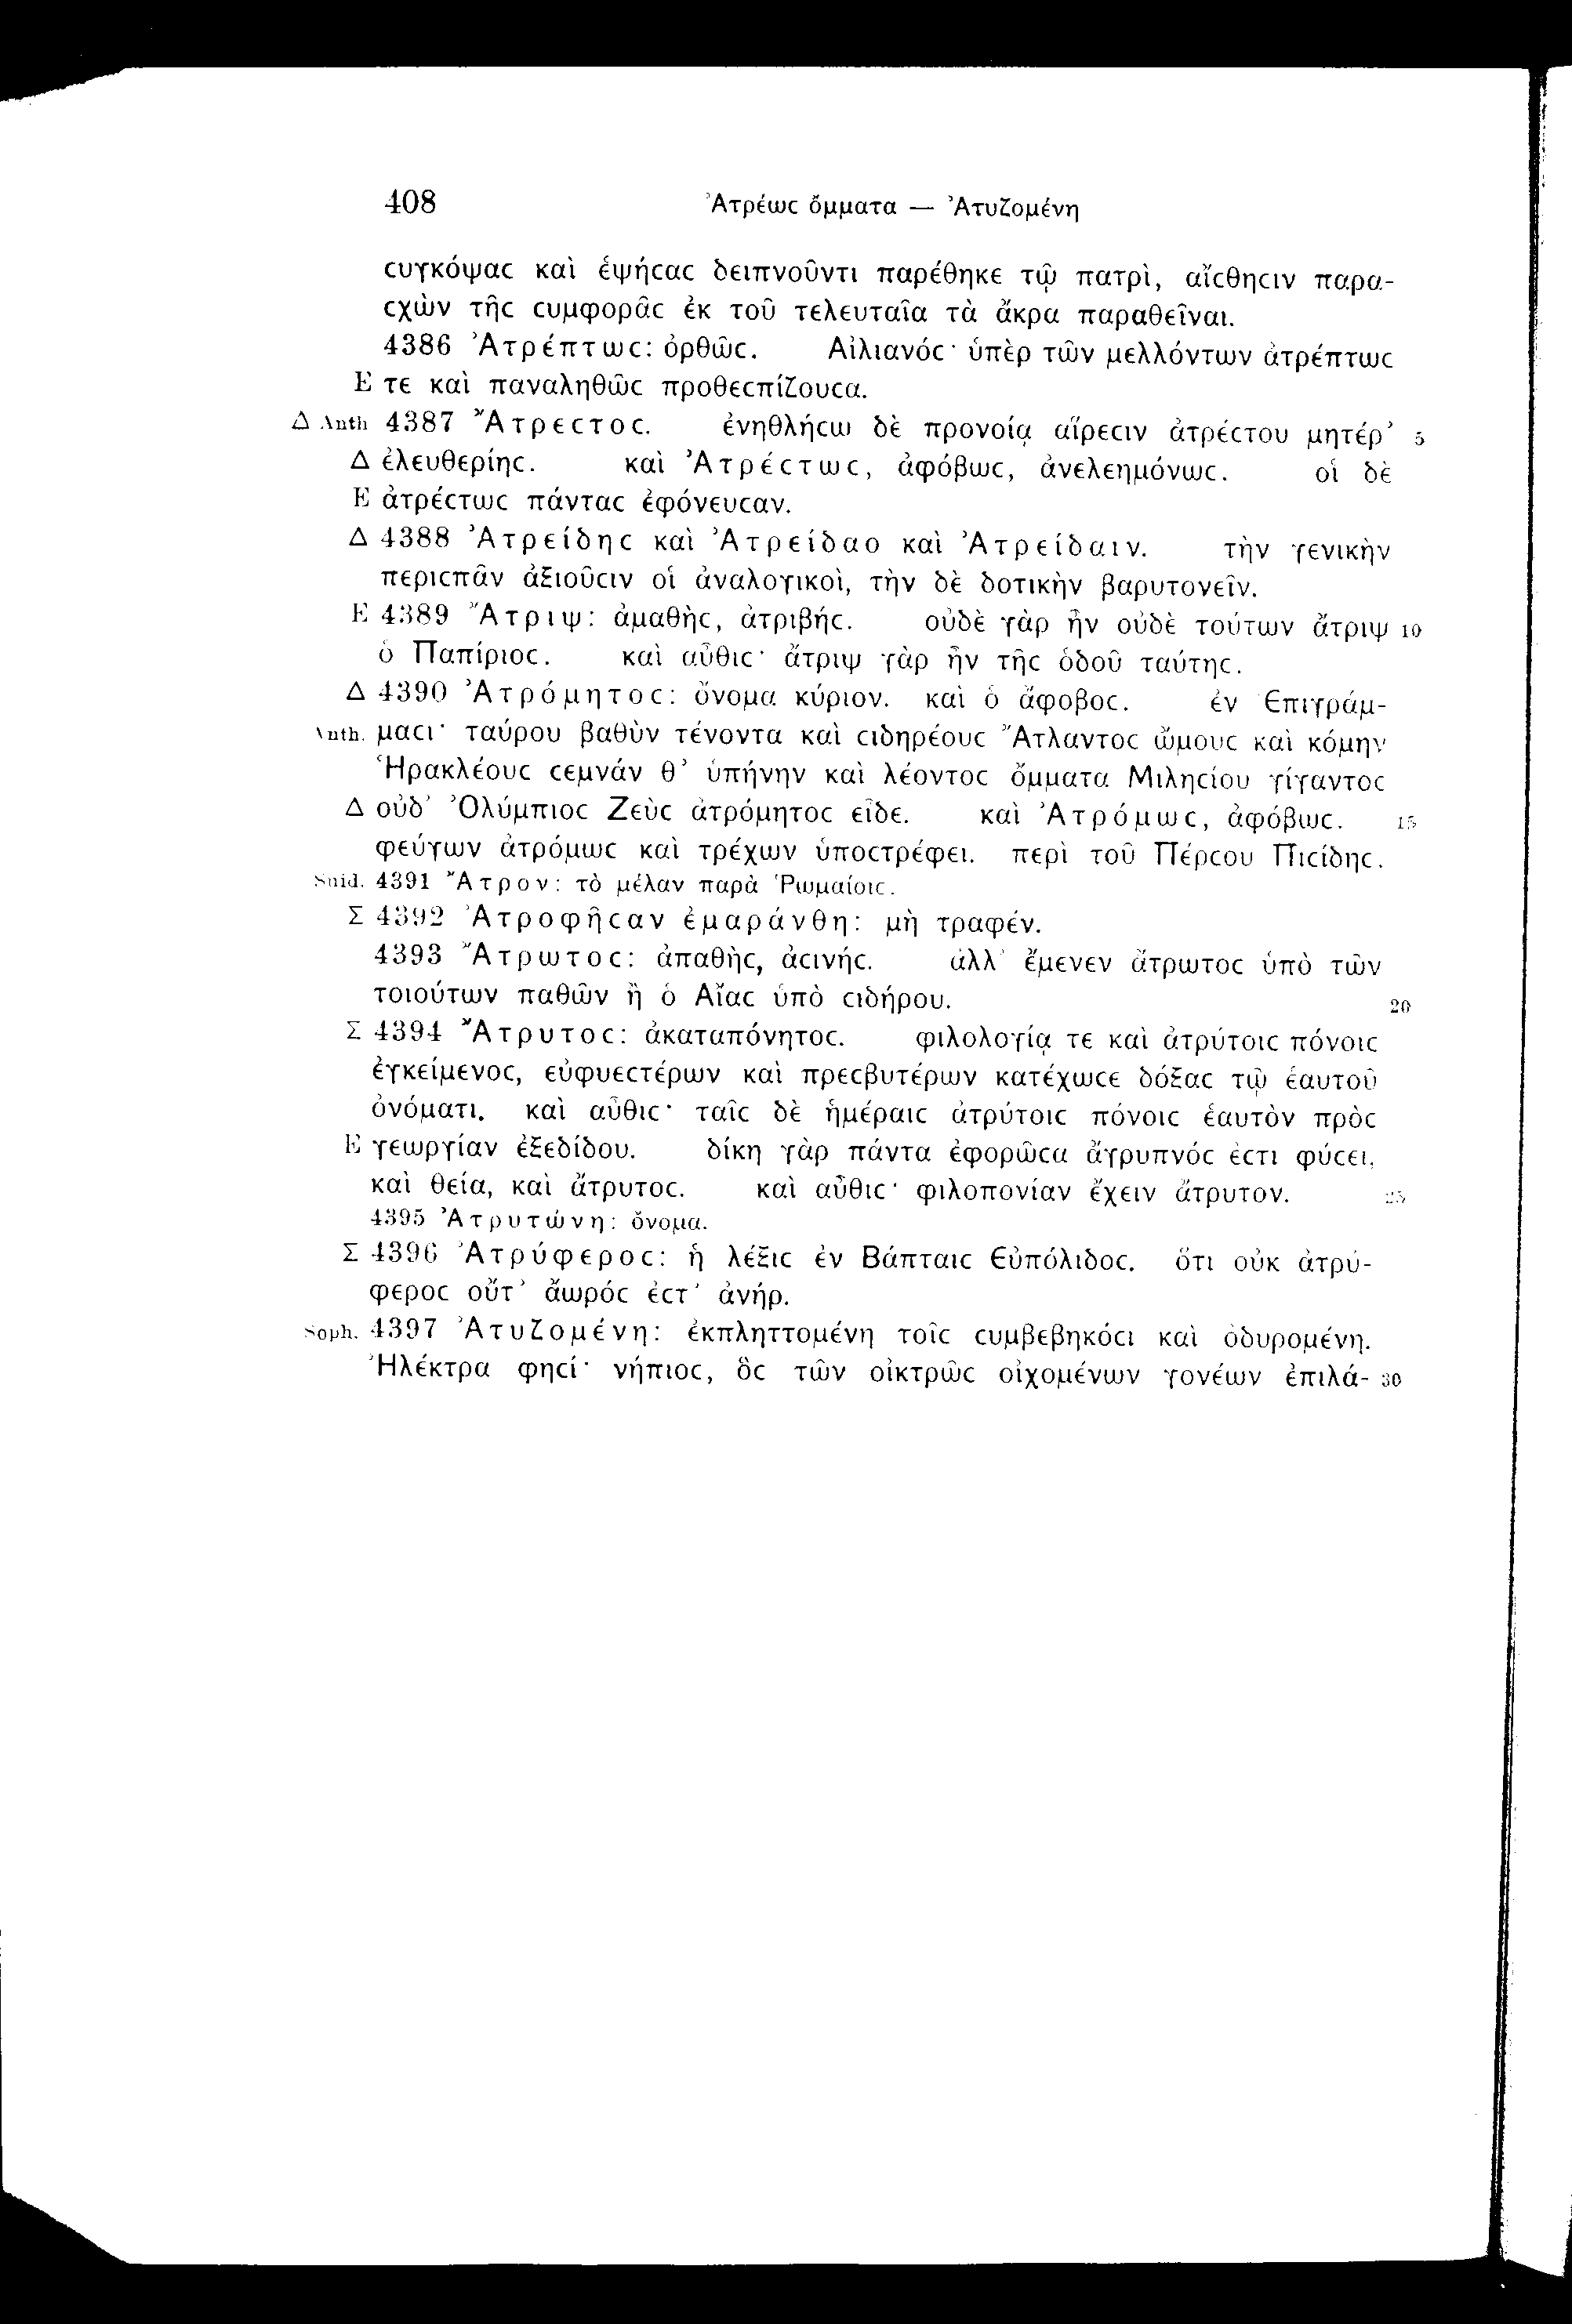 408 Ἀτρέωϲ ὄμματα — Ἀτυζομένη
ϲυγκόψαϲ καὶ ἑψήϲαϲ δειπνοῦντι παρέθηκε τῷ πατρὶ, αἴϲθηϲιν παρα-
ϲχὼν τῆϲ ϲυμφορᾶϲ ἐκ τοῦ τελευταῖα τὰ ἄκρα παραθεῖναι.
4386 Ἀτρέπτωϲ: ὀρθῶϲ. Αἰλιανόϲ· ὑπὲρ τῶν μελλόντων ἀτρέπτωϲ
Ε τε καὶ παναληθῶϲ προθεϲπίζουϲα.
Δ Anth 4387 Ἄτρεϲτοϲ. ἐνηθλήϲω δὲ προνοίᾳ αἵρεϲιν ἀτρέϲτου μητέρ’ 5
Δ ἐλευθερίηϲ. καὶ Ἀτρέϲτωϲ, ἀφόβωϲ, ἀνελεημόνωϲ. οἱ δὲ
Ε ἀτρέϲτωϲ πάνταϲ ἐφόνευϲαν.
Δ 4388 Ἀτρείδηϲ καὶ Ἀτρείδαο καὶ Ἀτρείδαιν. τὴν γενικὴν
περιϲπᾶν ἀξιοῦϲιν οἱ ἀναλογικοὶ, τὴν δὲ δοτικὴν βαρυτονεῖν.
Ε 4389 Ἄτριψ: ἀμαθὴϲ, ἀτριβήϲ. οὐδὲ γὰρ ἦν οὐδὲ τούτων ἄτριψ 10
ὁ Παπίριοϲ. καὶ αὖθιϲ· ἄτριψ γὰρ ἦν τῆϲ ὁδοῦ ταύτηϲ.
Δ 4390 Ἀτρόμητοϲ: ὄνομα κύριον. καὶ ὁ ἄφοβοϲ. ἐν Ἐπιγράμ-
Anth. μαϲι· ταύρου βαθὺν τένοντα καὶ ϲιδηρέουϲ Ἄτλαντοϲ ὤμουϲ καὶ κόμην
Ἡρακλέουϲ ϲεμνάν θ’ ὑπήνην καὶ λέοντοϲ ὄμματα Μιληϲίου γίγαντοϲ
Δ οὐδ’ Ὀλύμπιοϲ Ζεὺϲ ἀτρόμητοϲ εἶδε. καὶ Ἀτρόμωϲ, ἀφόβωϲ. 15
φεύγων ἀτρόμωϲ καὶ τρέχων ὑποϲτρέφει. περὶ τοῦ Πέρϲου Πιϲίδηϲ.
Suid. 4391 Ἄτρον: τὸ μέλαν παρὰ Ῥωμαίοιϲ.
Σ 4392 Ἀτροφῆϲαν ἐμαράνθη: μὴ τραφέν.
4393 Ἄτρωτοϲ: ἀπαθὴϲ, ἀϲινήϲ. ἀλλ’ ἔμενεν ἄτρωτοϲ ὑπὸ τῶν
τοιούτων παθῶν ἢ ὁ Αἴαϲ ὑπὸ ϲιδήρου. 20
Σ 4394 Ἄτρυτοϲ: ἀκαταπόνητοϲ. φιλολογίᾳ τε καὶ ἀτρύτοιϲ πόνοιϲ
ἐγκείμενοϲ, εὐφυεϲτέρων καὶ πρεϲβυτέρων κατέχωϲε δόξαϲ τῷ ἑαυτοῦ
ὀνόματι. καὶ αὖθιϲ· ταῖϲ δὲ ἡμέραιϲ ἀτρύτοιϲ πόνοιϲ ἑαυτὸν πρὸϲ
Ε γεωργίαν ἐξεδίδου. δίκη γὰρ πάντα ἐφορῶϲα ἄγρυπνόϲ ἐϲτι φύϲει,
καὶ θεία, καὶ ἄτρυτοϲ. καὶ αὖθιϲ· φιλοπονίαν ἔχειν ἄτρυτον. 25
4395 Ἀτρυτώνη: ὄνομα.
Σ 4396 Ἀτρύφεροϲ: ἡ λέξιϲ ἐν Βάπταιϲ Εὐπόλιδοϲ. ὅτι οὐκ ἀτρύ-
φεροϲ οὔτ’ ἄωρόϲ ἐϲτ’ ἀνήρ.
Soph. 4397 Ἀτυζομένη: ἐκπληττομένη τοῖϲ ϲυμβεβηκόϲι καὶ ὀδυρομένη.
Ἠλέκτρα φηϲί· νήπιοϲ, ὃϲ τῶν οἰκτρῶϲ οἰχομένων γονέων ἐπιλά- 30